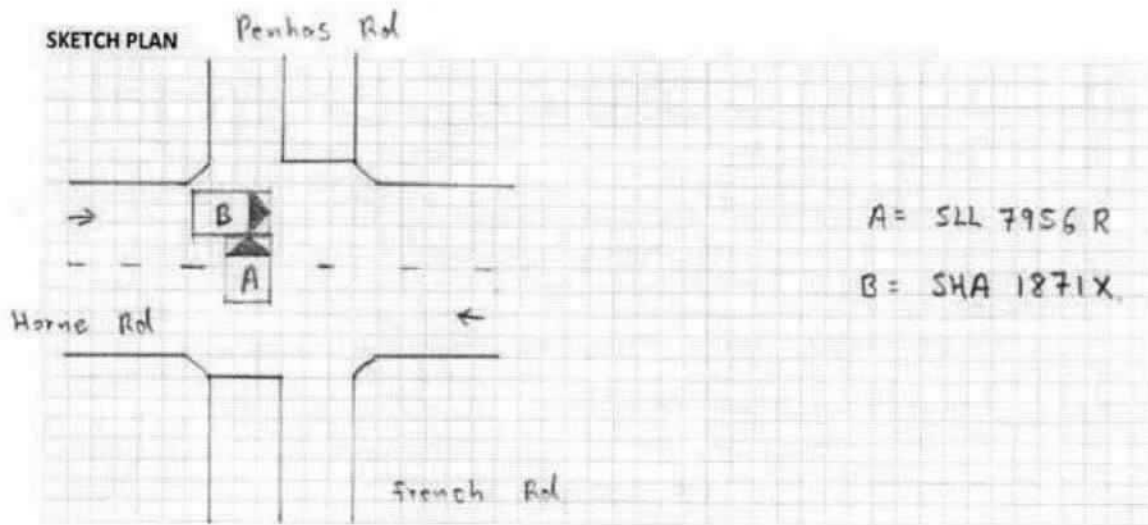 Penhas Rd
SKETCH PLAN
B
A = SLL 7956 R
A
B = SHA 1871X
Horne Rd
French Rd